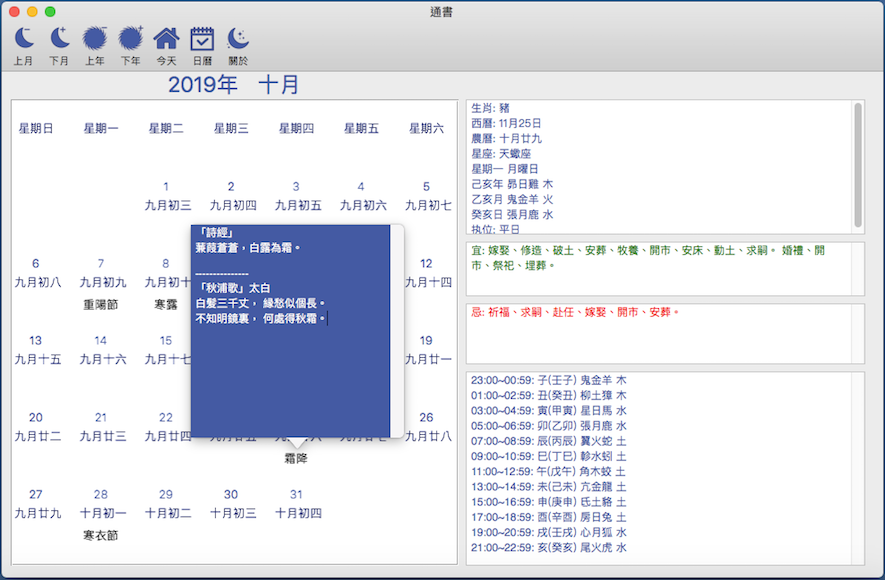 通書
上月 下月 上年 下年 今天 日曆 關於
2019年 十月
星期日 星期一 星期二 星期三 星期四 星期五 星期六
1 2 3 4 5
九月初三 九月初四 九月初五 九月初六 九月初七
6 7 8 12
九月初八 九月初九 九月初十 九月十四
重陽節 寒露
13 14 15 19
九月十五 九月十六 九月十七 九月廿一
20 21 22 26
九月廿二 九月廿三 九月廿四 九月廿八
霜降
27 28 29 30 31
九月廿九 十月初一 十月初二 十月初三 十月初四
寒衣節
「詩經」
蒹葭蒼蒼，白露為霜。
---------------
「秋浦歌」太白
白髮三千丈， 緣愁似個長。
不知明鏡裏， 何處得秋霜。
生肖: 豬
西曆: 11月25日
農曆: 十月廿九
星座: 天蠍座
星期一 月曜日
己亥年 昴日雞 木
乙亥月 鬼金羊 火
癸亥日 張月鹿 水
执位: 平日
宜: 嫁娶、修造、破土、安葬、牧養、開市、安床、動土、求嗣。 婚禮、開
市、祭祀、埋葬。
忌: 祈福、求嗣、赴任、嫁娶、開市、安葬。
23:00~00:59: 子(壬子) 鬼金羊 木
01:00~02:59: 丑(癸丑) 柳土獐 木
03:00~04:59: 寅(甲寅) 星日馬 水
05:00~06:59: 卯(乙卯) 張月鹿 水
07:00~08:59: 辰(丙辰) 翼火蛇 土
09:00~10:59: 巳(丁巳) 軫水蚓 土
11:00~12:59: 午(戊午) 角木蛟 土
13:00~14:59: 未(己未) 亢金龍 土
15:00~16:59: 申(庚申) 氐土貉 土
17:00~18:59: 酉(辛酉) 房日兔 土
19:00~20:59: 戌(壬戌) 心月狐 水
21:00~22:59: 亥(癸亥) 尾火虎 水